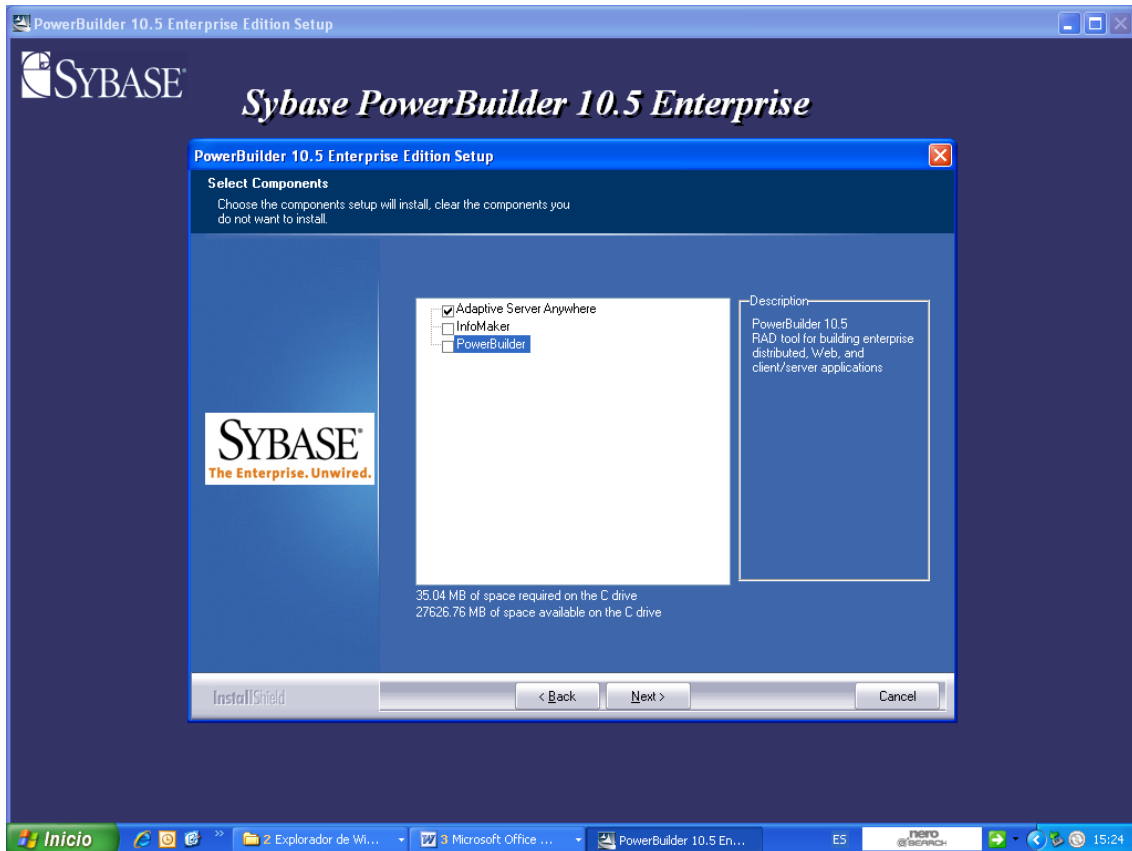 PowerBuilder 10.5 Enterprise Edition Setup
SYBASE®
Sybase PowerBuilder 10.5 Enterprise
PowerBuilder 10.5 Enterprise Edition Setup
Select Components
Choose the components setup will install, clear the components you
do not want to install.
Adaptive Server Anywhere
InfoMaker
PowerBuilder
Description
PowerBuilder 10.5
RAD tool for building enterprise
distributed, Web, and
client/server applications
SYBASE®
The Enterprise. Unwired.
35.04 MB of space required on the C drive
27626.76 MB of space available on the C drive
InstallShield
< Back
Next >
Cancel
Inicio
2 Explorador de Wi...
3 Microsoft Office ...
PowerBuilder 10.5 En...
ES
nero
@SEARCH
15:24